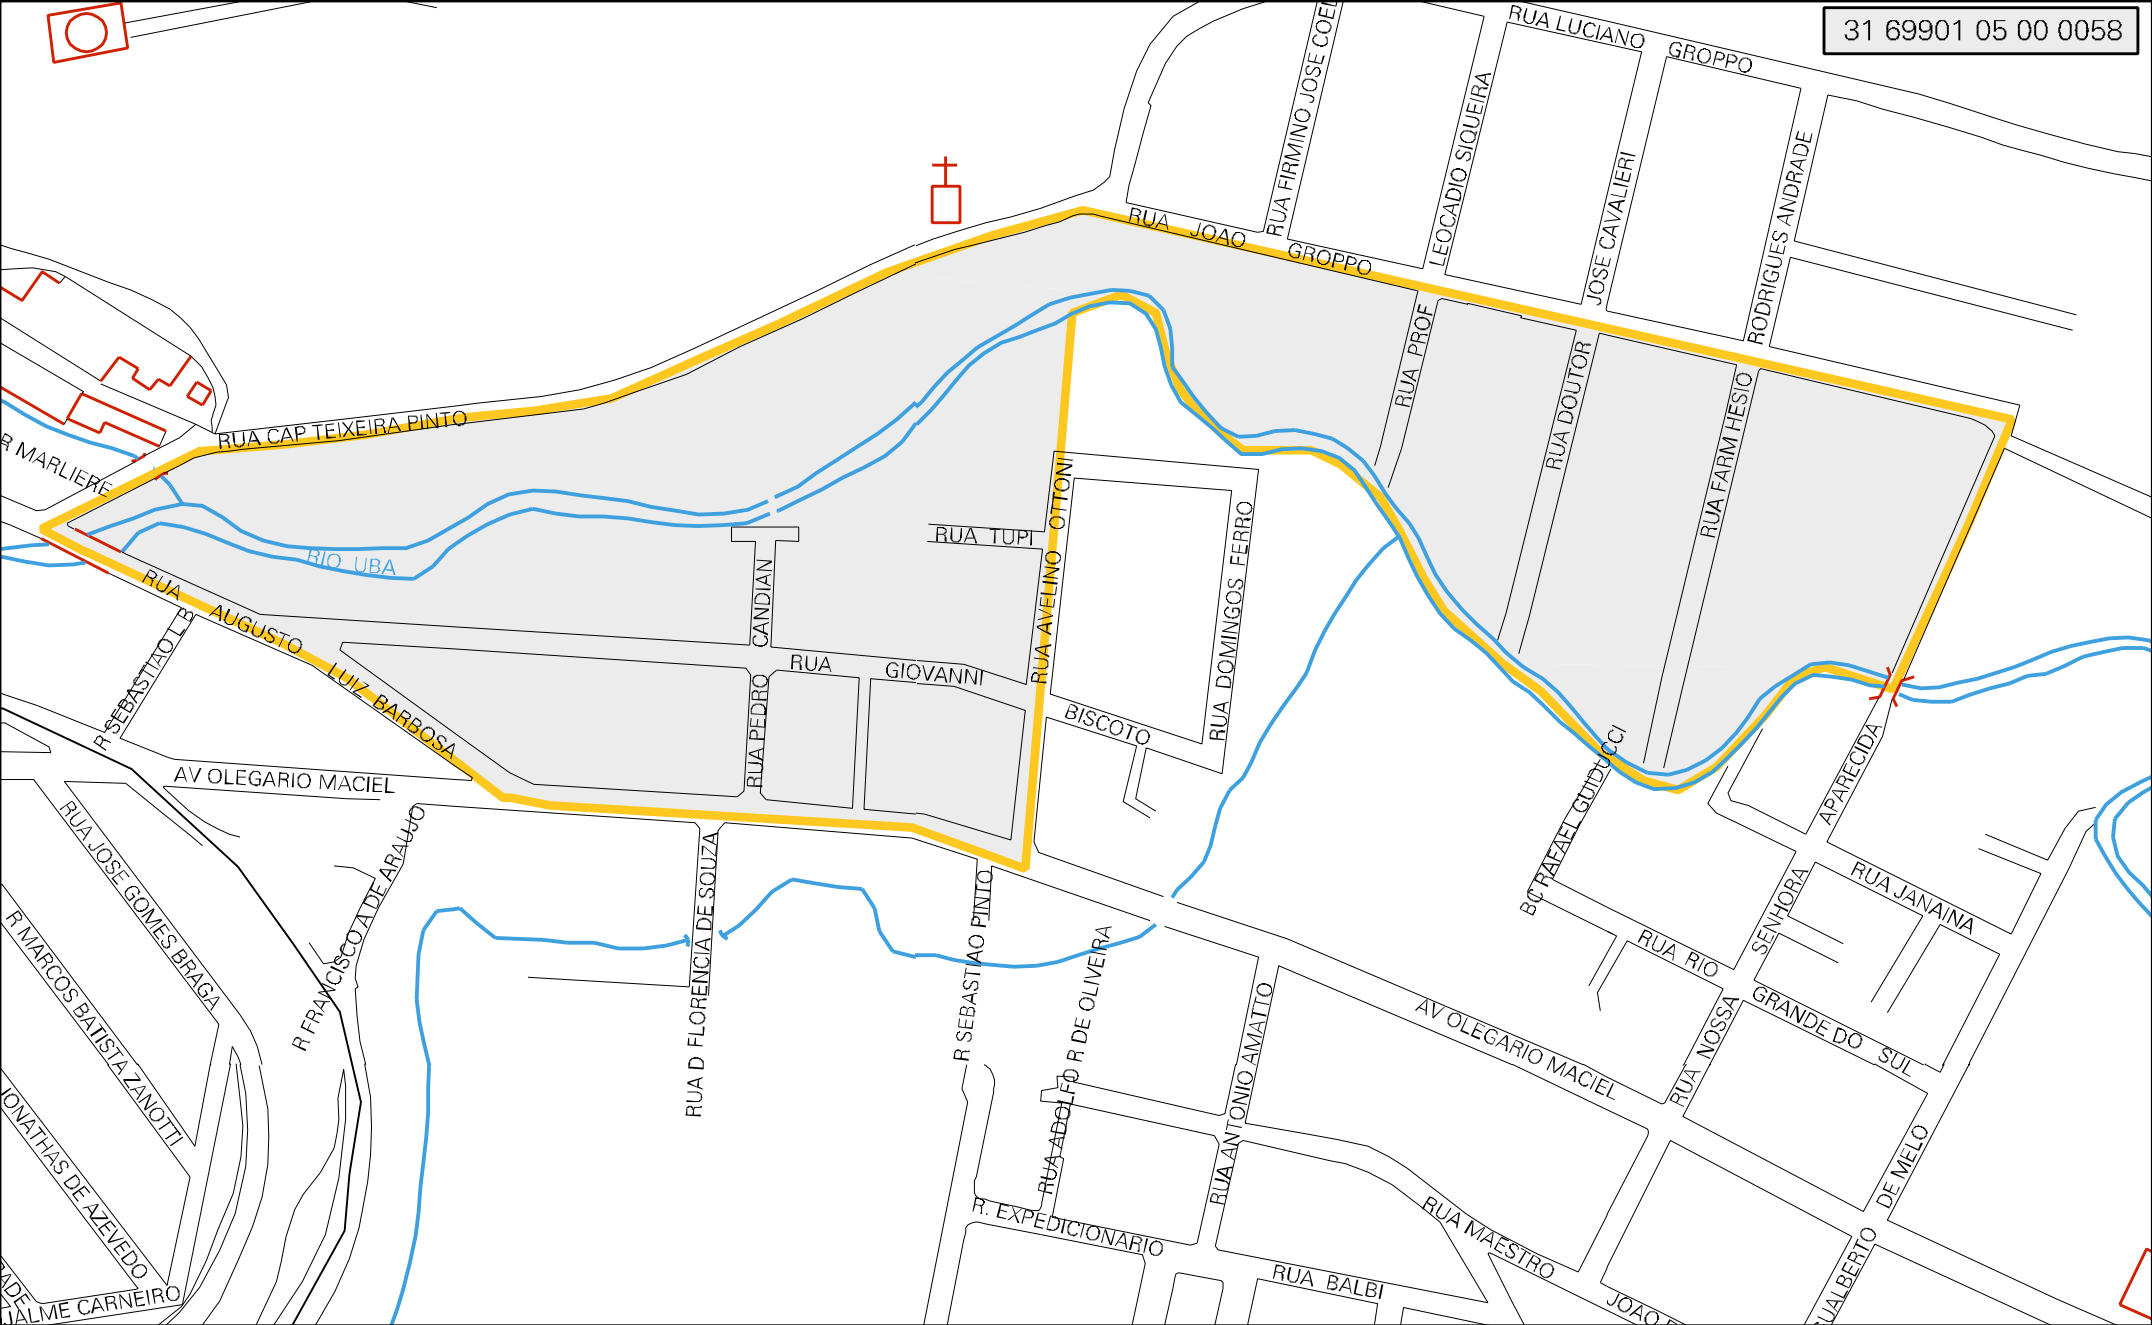 31 69901 05 00 0058
RUA LUCIANO GROPPO
RUA FIRMINO JOSE COEL
LEOCADIO SIQUEIRA
JOSE CAVALIERI
RODRIGUES ANDRADE
RUA JOAO GROPPO
RUA PROF
RUA DOUTOR
RUA FARM HESIO
RUA CAP TEIXEIRA PINTO
R MARLIERE
RIO UBA
RUA TUPI
RUA AVELINO OTTONI
RUA DOMINGOS FERRO
RUA PEDRO CANDIAN
RUA GIOVANNI
BISCOTO
RUA AUGUSTO LUIZ BARBOSA
R SEBASTIAO L B
AV OLEGARIO MACIEL
RUA JOSE GOMES BRAGA
R MARCOS BATISTA ZANOTTI
JONATHAS DE AZEVEDO
JALME CARNEIRO
R FRANCISCO A DE ARAUJO
RUA D FLORENCIA DE SOUZA
R SEBASTIAO PINTO
RUA ADOLFO R DE OLIVEIRA
RUA ANTONIO AMATTO
R. EXPEDICIONARIO
RUA BALBI
RUA MAESTRO
JOAO
AV OLEGARIO MACIEL
BC RAFAEL GUIDUCCI
RUA NOSSA SENHORA APARECIDA
RUA JANAINA
RUA RIO GRANDE DO SUL
UALBERTO DE MELO